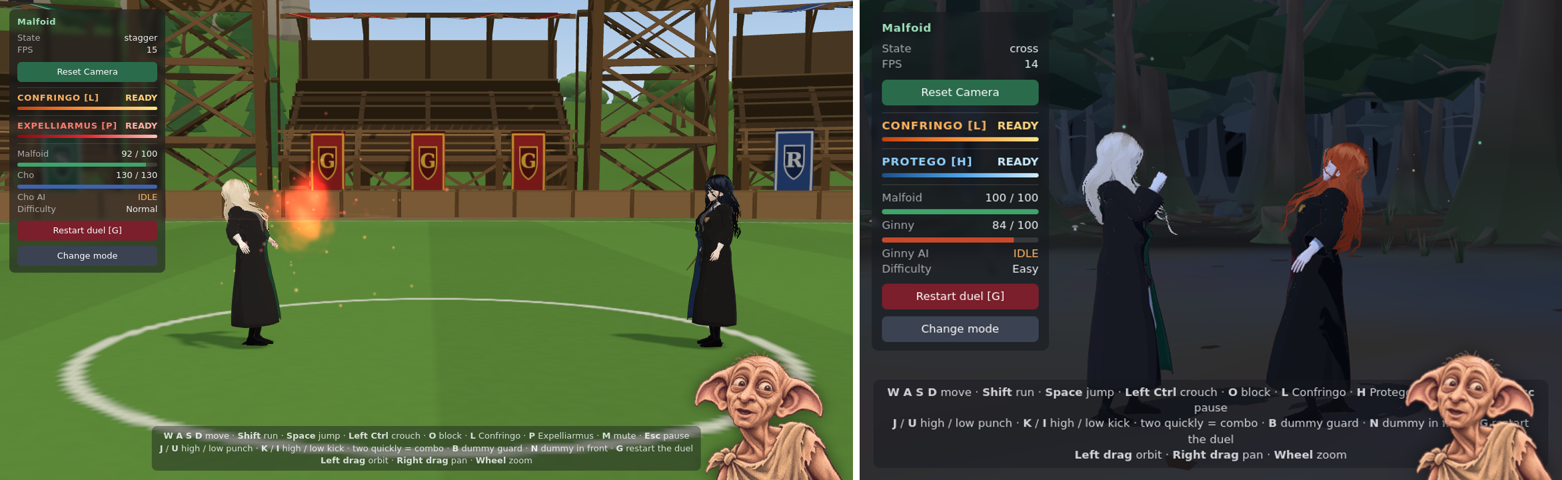 Malfoid
State stagger
FPS 15
Reset Camera
CONFRINGO [L] READY
EXPELLIARMUS [P] READY
Malfoid 92 / 100
Cho 130 / 130
Cho AI IDLE
Difficulty Normal
Restart duel [G]
Change mode
G G G R
W A S D move · Shift run · Space jump · Left Ctrl crouch · O block · L Confringo · P Expelliarmus · M mute · Esc pause
J / U high / low punch · K / I high / low kick · two quickly = combo · B dummy guard · N dummy in front · G restart the duel
Left drag orbit · Right drag pan · Wheel zoom
Malfoid
State cross
FPS 14
Reset Camera
CONFRINGO [L] READY
PROTEGO [H] READY
Malfoid 100 / 100
Ginny 84 / 100
Ginny AI IDLE
Difficulty Easy
Restart duel [G]
Change mode
W A S D move · Shift run · Space jump · Left Ctrl crouch · O block · L Confringo · H
pause
J / U high / low punch · K / I high / low kick · two quickly = combo · B dummy guard · N dummy in
the duel
Left drag orbit · Right drag pan · Wheel zoom